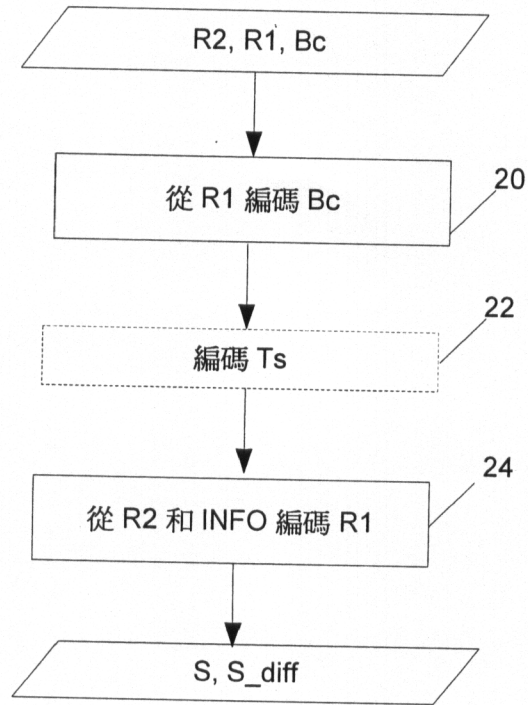 R2, R1, Bc
從 R1 編碼 Bc
20
編碼 Ts
22
從 R2 和 INFO 編碼 R1
24
S, S_diff